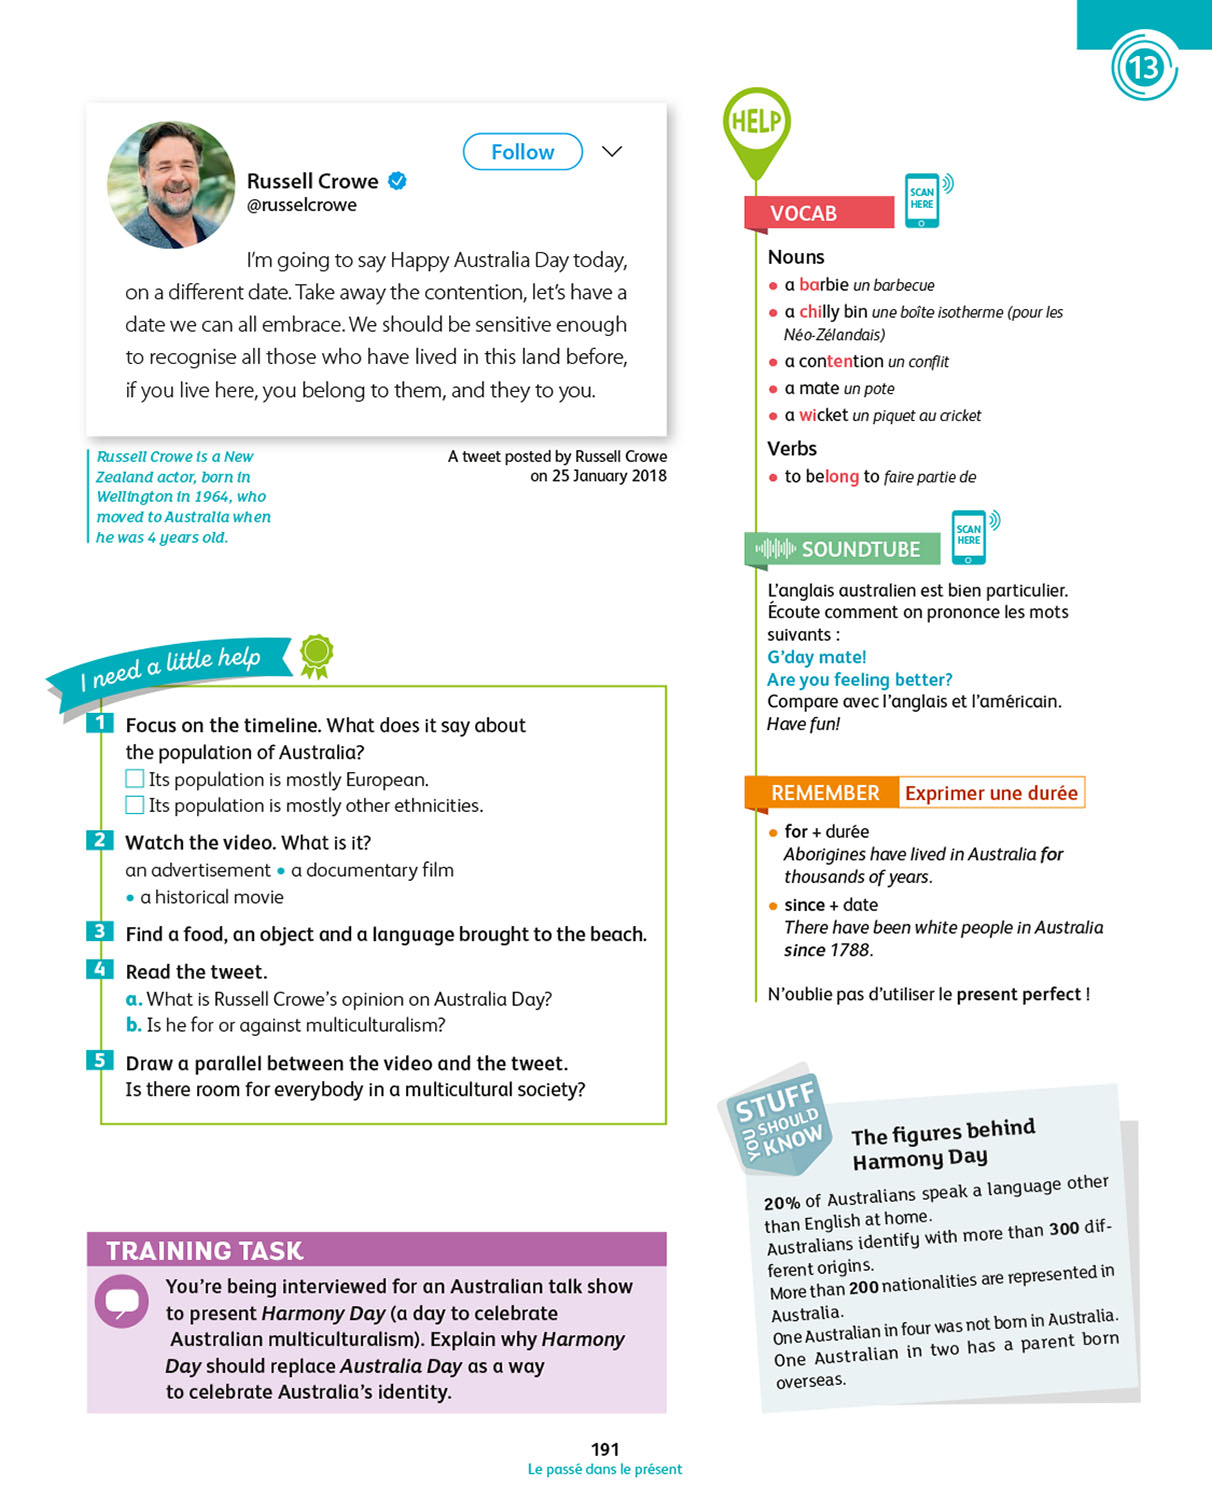 13
Follow
Russell Crowe
@russelcrowe
I'm going to say Happy Australia Day today,
on a different date. Take away the contention, let's have a
date we can all embrace. We should be sensitive enough
to recognise all those who have lived in this land before,
if you live here, you belong to them, and they to you.
Russell Crowe is a New
Zealand actor, born in
Wellington in 1964, who
moved to Australia when
he was 4 years old.
A tweet posted by Russell Crowe
on 25 January 2018
I need a little help
1 Focus on the timeline. What does it say about
the population of Australia?
Its population is mostly European.
Its population is mostly other ethnicities.
2 Watch the video. What is it?
an advertisement • a documentary film
• a historical movie
3 Find a food, an object and a language brought to the beach.
4 Read the tweet.
a. What is Russell Crowe's opinion on Australia Day?
b. Is he for or against multiculturalism?
5 Draw a parallel between the video and the tweet.
Is there room for everybody in a multicultural society?
TRAINING TASK
You're being interviewed for an Australian talk show
to present Harmony Day (a day to celebrate
Australian multiculturalism). Explain why Harmony
Day should replace Australia Day as a way
to celebrate Australia's identity.
HELP
VOCAB
SCAN
HERE
Nouns
• a barbie un barbecue
• a chilly bin une boîte isotherme (pour les
Néo-Zélandais)
• a contention un conflit
• a mate un pote
• a wicket un piquet au cricket
Verbs
• to belong to faire partie de
SOUNDTUBE
SCAN
HERE
L'anglais australien est bien particulier.
Écoute comment on prononce les mots
suivants :
G'day mate!
Are you feeling better?
Compare avec l'anglais et l'américain.
Have fun!
REMEMBER Exprimer une durée
• for + durée
Aborigines have lived in Australia for
thousands of years.
• since + date
There have been white people in Australia
since 1788.
N'oublie pas d'utiliser le present perfect !
STUFF
YOU SHOULD
KNOW
The figures behind
Harmony Day
20% of Australians speak a language other
than English at home.
Australians identify with more than 300 dif-
ferent origins.
More than 200 nationalities are represented in
Australia.
One Australian in four was not born in Australia.
One Australian in two has a parent born
overseas.
191
Le passé dans le présent